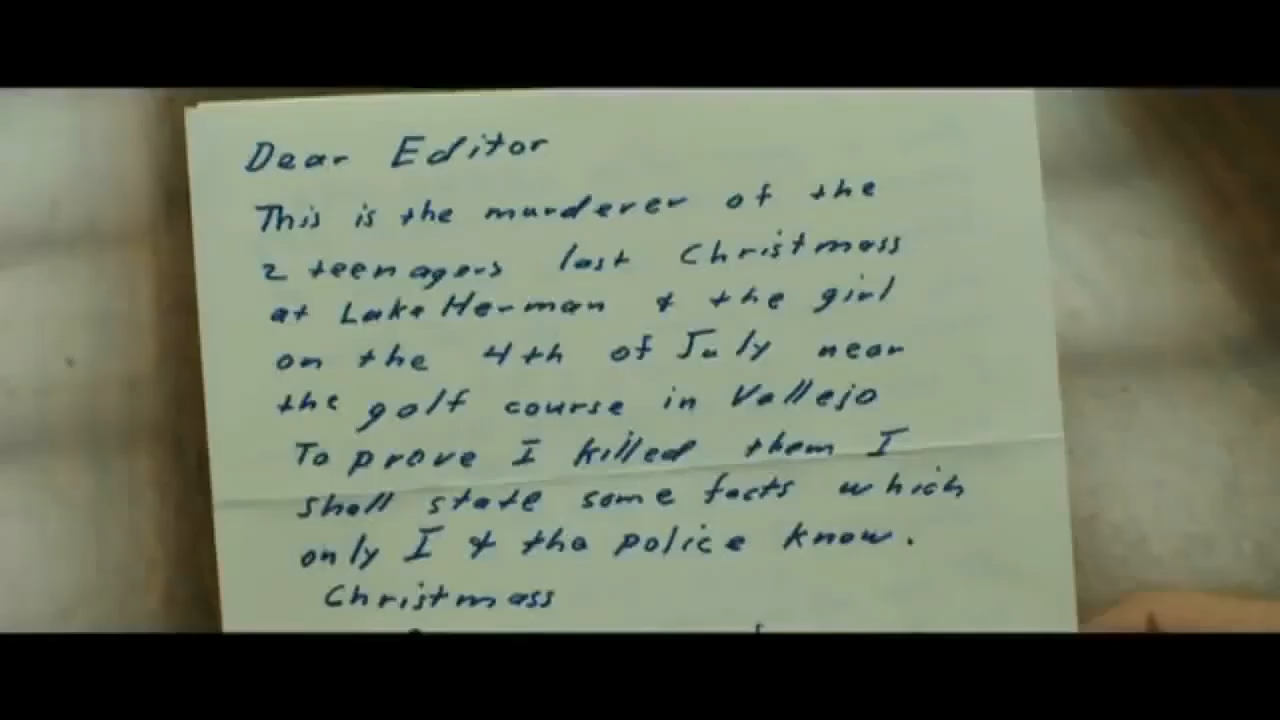 Dear Editor
This is the murderer of the
2 teenagers last Christmass
at Lake Herman & the girl
on the 4th of July near
the golf course in Vallejo
To prove I killed them I
shall state some facts which
only I & the police know.
Christmass